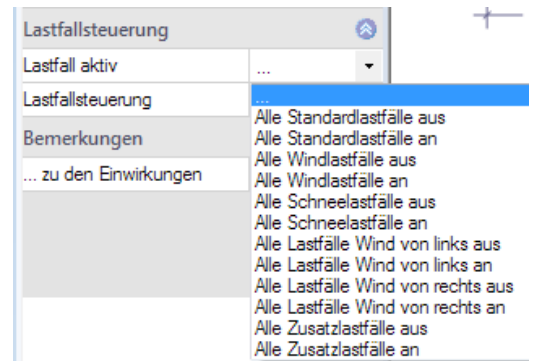 Lastfallsteuerung
Lastfall aktiv ...
Lastfallsteuerung ...
Alle Standardlastfälle aus
Bemerkungen Alle Standardlastfälle an
Alle Windlastfälle aus
... zu den Einwirkungen Alle Windlastfälle an
Alle Schneelastfälle aus
Alle Schneelastfälle an
Alle Lastfälle Wind von links aus
Alle Lastfälle Wind von links an
Alle Lastfälle Wind von rechts aus
Alle Lastfälle Wind von rechts an
Alle Zusatzlastfälle aus
Alle Zusatzlastfälle an